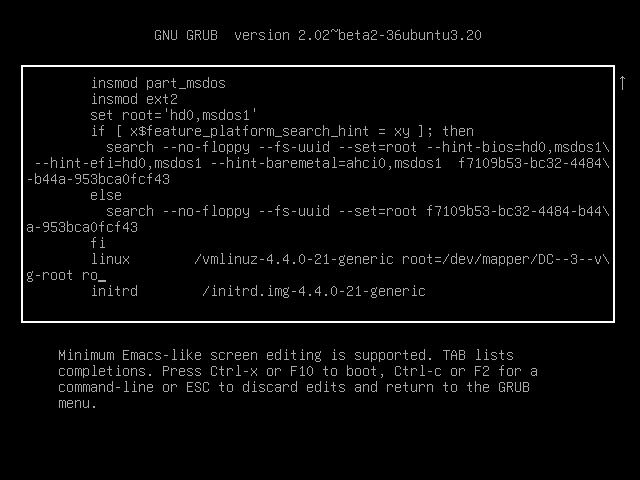 GNU GRUB  version 2.02~beta2-36ubuntu3.20
insmod part_msdos
insmod ext2
set root='hd0,msdos1'
if [ x$feature_platform_search_hint = xy ]; then
search --no-floppy --fs-uuid --set=root --hint-bios=hd0,msdos1\
--hint-efi=hd0,msdos1 --hint-baremetal=ahci0,msdos1  f7109b53-bc32-4484\
-b44a-953bca0fcf43
else
search --no-floppy --fs-uuid --set=root f7109b53-bc32-4484-b44\
a-953bca0fcf43
fi
linux        /vmlinuz-4.4.0-21-generic root=/dev/mapper/DC--3--v\
g-root ro_
initrd        /initrd.img-4.4.0-21-generic
↑
Minimum Emacs-like screen editing is supported. TAB lists
completions. Press Ctrl-x or F10 to boot, Ctrl-c or F2 for a
command-line or ESC to discard edits and return to the GRUB
menu.